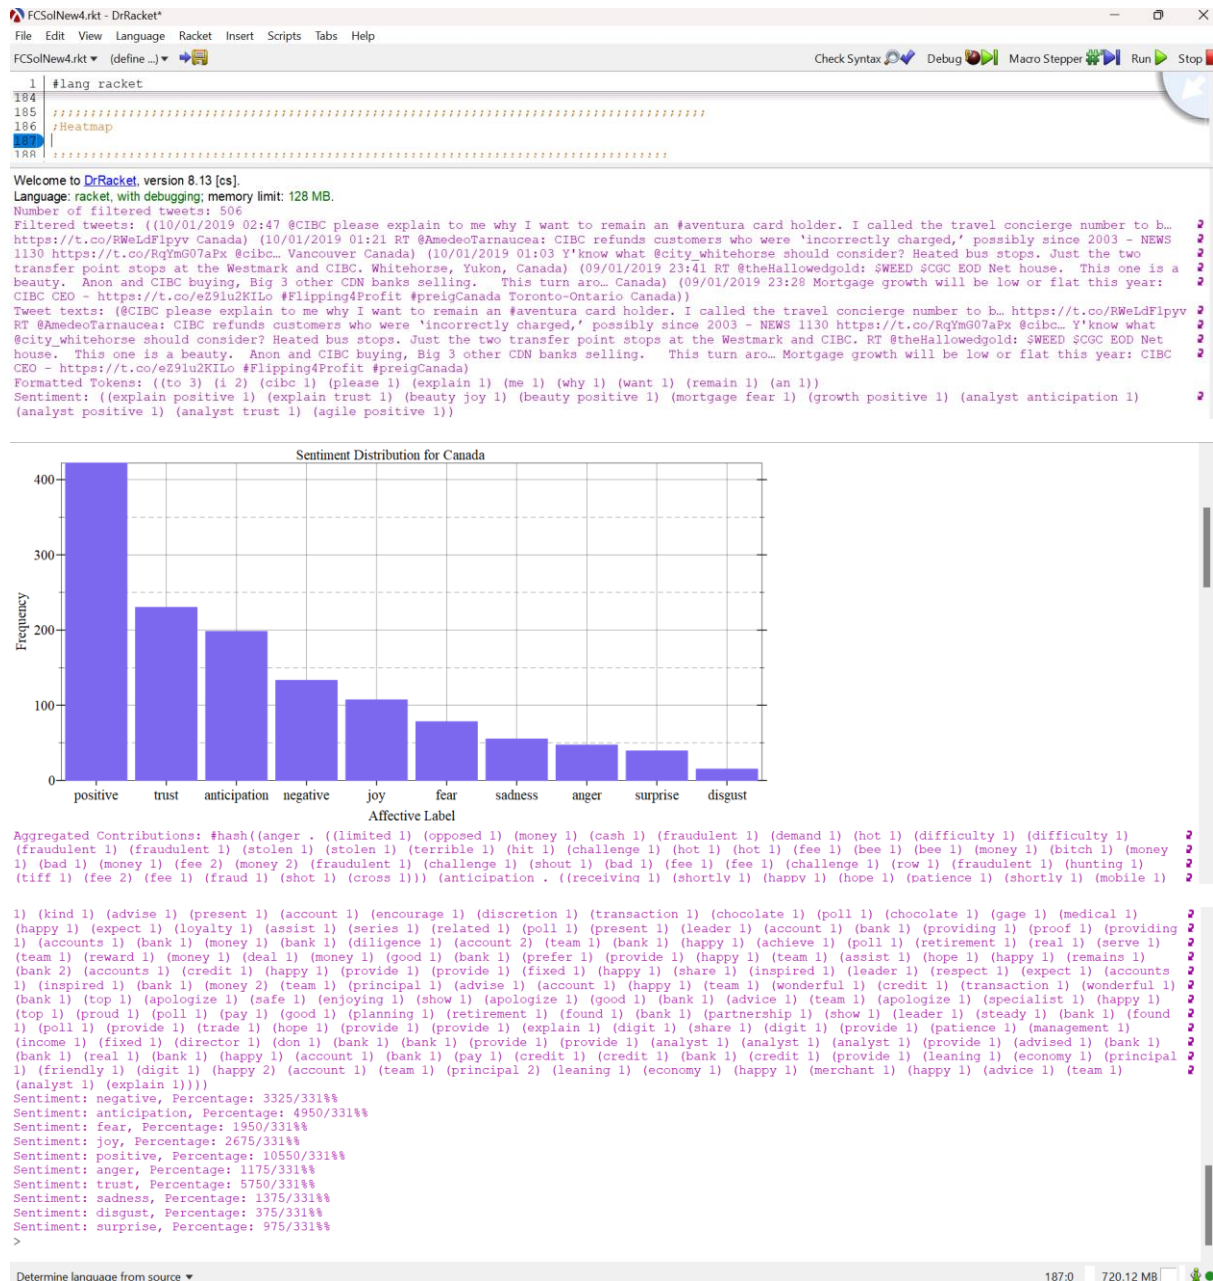 FCSolNew4.rkt - DrRacket*
File Edit View Language Racket Insert Scripts Tabs Help
FCSolNew4.rkt (define ...) Check Syntax Debug Macro Stepper Run Stop
1 #lang racket
184
185 ;;;;;;;;;;;;;;;;;;;;;;;;;;;;;;;;;;;;;;;;;;;;;;;;;;;;;;;;;;;;;;;;;;;;;;;;;;;;;;;;;;;;;;
186 ;Heatmap
187
188 ;;;;;;;;;;;;;;;;;;;;;;;;;;;;;;;;;;;;;;;;;;;;;;;;;;;;;;;;;;;;;;;;;;;;;;;;;;;;;;;;;
Welcome to DrRacket, version 8.13 [cs].
Language: racket, with debugging; memory limit: 128 MB.
Number of filtered tweets: 506
Filtered tweets: ((10/01/2019 02:47 @CIBC please explain to me why I want to remain an #aventura card holder. I called the travel concierge number to b…
https://t.co/RWeLdF1pyv Canada) (10/01/2019 01:21 RT @AmedeoTarnaucea: CIBC refunds customers who were ‘incorrectly charged,’ possibly since 2003 - NEWS
1130 https://t.co/RqYmG07aPx @cibc… Vancouver Canada) (10/01/2019 01:03 Y'know what @city_whitehorse should consider? Heated bus stops. Just the two
transfer point stops at the Westmark and CIBC. Whitehorse, Yukon, Canada) (09/01/2019 23:41 RT @theHallowedgold: $WEED $CGC EOD Net house. This one is a
beauty. Anon and CIBC buying, Big 3 other CDN banks selling. This turn aro… Canada) (09/01/2019 23:28 Mortgage growth will be low or flat this year:
CIBC CEO - https://t.co/eZ91u2KILo #Flipping4Profit #preigCanada Toronto-Ontario Canada))
Tweet texts: (@CIBC please explain to me why I want to remain an #aventura card holder. I called the travel concierge number to b… https://t.co/RWeLdF1pyv
RT @AmedeoTarnaucea: CIBC refunds customers who were ‘incorrectly charged,’ possibly since 2003 - NEWS 1130 https://t.co/RqYmG07aPx @cibc… Y'know what
@city_whitehorse should consider? Heated bus stops. Just the two transfer point stops at the Westmark and CIBC. RT @theHallowedgold: $WEED $CGC EOD Net
house. This one is a beauty. Anon and CIBC buying, Big 3 other CDN banks selling. This turn aro… Mortgage growth will be low or flat this year: CIBC
CEO - https://t.co/eZ91u2KILo #Flipping4Profit #preigCanada)
Formatted Tokens: ((to 3) (i 2) (cibc 1) (please 1) (explain 1) (me 1) (why 1) (want 1) (remain 1) (an 1))
Sentiment: ((explain positive 1) (explain trust 1) (beauty joy 1) (beauty positive 1) (mortgage fear 1) (growth positive 1) (analyst anticipation 1)
(analyst positive 1) (analyst trust 1) (agile positive 1))
Sentiment Distribution for Canada
400
300
200
100
0
Frequency
positive trust anticipation negative joy fear sadness anger surprise disgust
Affective Label
Aggregated Contributions: #hash((anger . ((limited 1) (opposed 1) (money 1) (cash 1) (fraudulent 1) (demand 1) (hot 1) (difficulty 1) (difficulty 1)
(fraudulent 1) (fraudulent 1) (stolen 1) (stolen 1) (terrible 1) (hit 1) (challenge 1) (hot 1) (hot 1) (fee 1) (bee 1) (bee 1) (money 1) (bitch 1) (money
1) (bad 1) (money 1) (fee 2) (money 2) (fraudulent 1) (challenge 1) (shout 1) (bad 1) (fee 1) (fee 1) (challenge 1) (row 1) (fraudulent 1) (hunting 1)
(tiff 1) (fee 2) (fee 1) (fraud 1) (shot 1) (cross 1))) (anticipation . ((receiving 1) (shortly 1) (happy 1) (hope 1) (patience 1) (shortly 1) (mobile 1)
1) (kind 1) (advise 1) (present 1) (account 1) (encourage 1) (discretion 1) (transaction 1) (chocolate 1) (poll 1) (chocolate 1) (gage 1) (medical 1)
(happy 1) (expect 1) (loyalty 1) (assist 1) (series 1) (related 1) (poll 1) (present 1) (leader 1) (account 1) (bank 1) (providing 1) (proof 1) (providing
1) (accounts 1) (bank 1) (money 1) (bank 1) (diligence 1) (account 2) (team 1) (bank 1) (happy 1) (achieve 1) (poll 1) (retirement 1) (real 1) (serve 1)
(team 1) (reward 1) (money 1) (deal 1) (money 1) (good 1) (bank 1) (prefer 1) (provide 1) (happy 1) (team 1) (assist 1) (hope 1) (happy 1) (remains 1)
(bank 2) (accounts 1) (credit 1) (happy 1) (provide 1) (provide 1) (fixed 1) (happy 1) (share 1) (inspired 1) (leader 1) (respect 1) (expect 1) (accounts
1) (inspired 1) (bank 1) (money 2) (team 1) (principal 1) (advise 1) (account 1) (happy 1) (team 1) (wonderful 1) (credit 1) (transaction 1) (wonderful 1)
(bank 1) (top 1) (apologize 1) (safe 1) (enjoying 1) (show 1) (apologize 1) (good 1) (bank 1) (advice 1) (team 1) (apologize 1) (specialist 1) (happy 1)
(top 1) (proud 1) (poll 1) (pay 1) (good 1) (planning 1) (retirement 1) (found 1) (bank 1) (partnership 1) (show 1) (leader 1) (steady 1) (bank 1) (found
1) (poll 1) (provide 1) (trade 1) (hope 1) (provide 1) (provide 1) (explain 1) (digit 1) (share 1) (digit 1) (provide 1) (patience 1) (management 1)
(income 1) (fixed 1) (director 1) (don 1) (bank 1) (bank 1) (provide 1) (provide 1) (analyst 1) (analyst 1) (analyst 1) (provide 1) (advised 1) (bank 1)
(bank 1) (real 1) (bank 1) (happy 1) (account 1) (bank 1) (pay 1) (credit 1) (credit 1) (bank 1) (credit 1) (provide 1) (leaning 1) (economy 1) (principal
1) (friendly 1) (digit 1) (happy 2) (account 1) (team 1) (principal 2) (leaning 1) (economy 1) (happy 1) (merchant 1) (happy 1) (advice 1) (team 1)
(analyst 1) (explain 1))))
Sentiment: negative, Percentage: 3325/331%%
Sentiment: anticipation, Percentage: 4950/331%%
Sentiment: fear, Percentage: 1950/331%%
Sentiment: joy, Percentage: 2675/331%%
Sentiment: positive, Percentage: 10550/331%%
Sentiment: anger, Percentage: 1175/331%%
Sentiment: trust, Percentage: 5750/331%%
Sentiment: sadness, Percentage: 1375/331%%
Sentiment: disgust, Percentage: 375/331%%
Sentiment: surprise, Percentage: 975/331%%
>
Determine language from source 187:0 720.12 MB